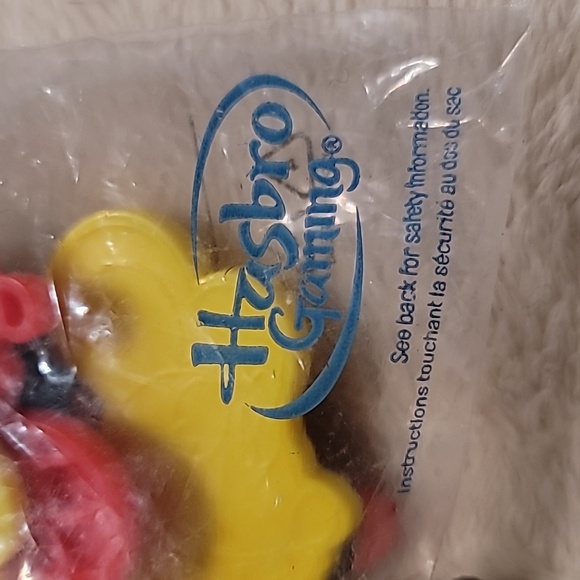 Hasbro
Gaming®
See back for safety information.
Instructions touchant la sécurité au dos du sac